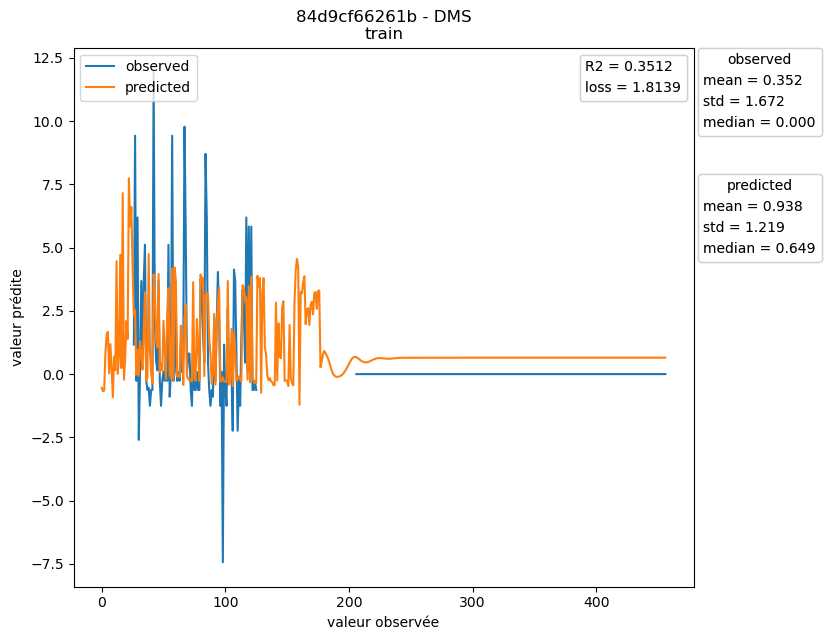 84d9cf66261b - DMS
train
observed
predicted
R2 = 0.3512
loss = 1.8139
observed
mean = 0.352
std = 1.672
median = 0.000
predicted
mean = 0.938
std = 1.219
median = 0.649
12.5
10.0
7.5
5.0
2.5
0.0
−2.5
−5.0
−7.5
valeur prédite
0
100
200
300
400
valeur observée